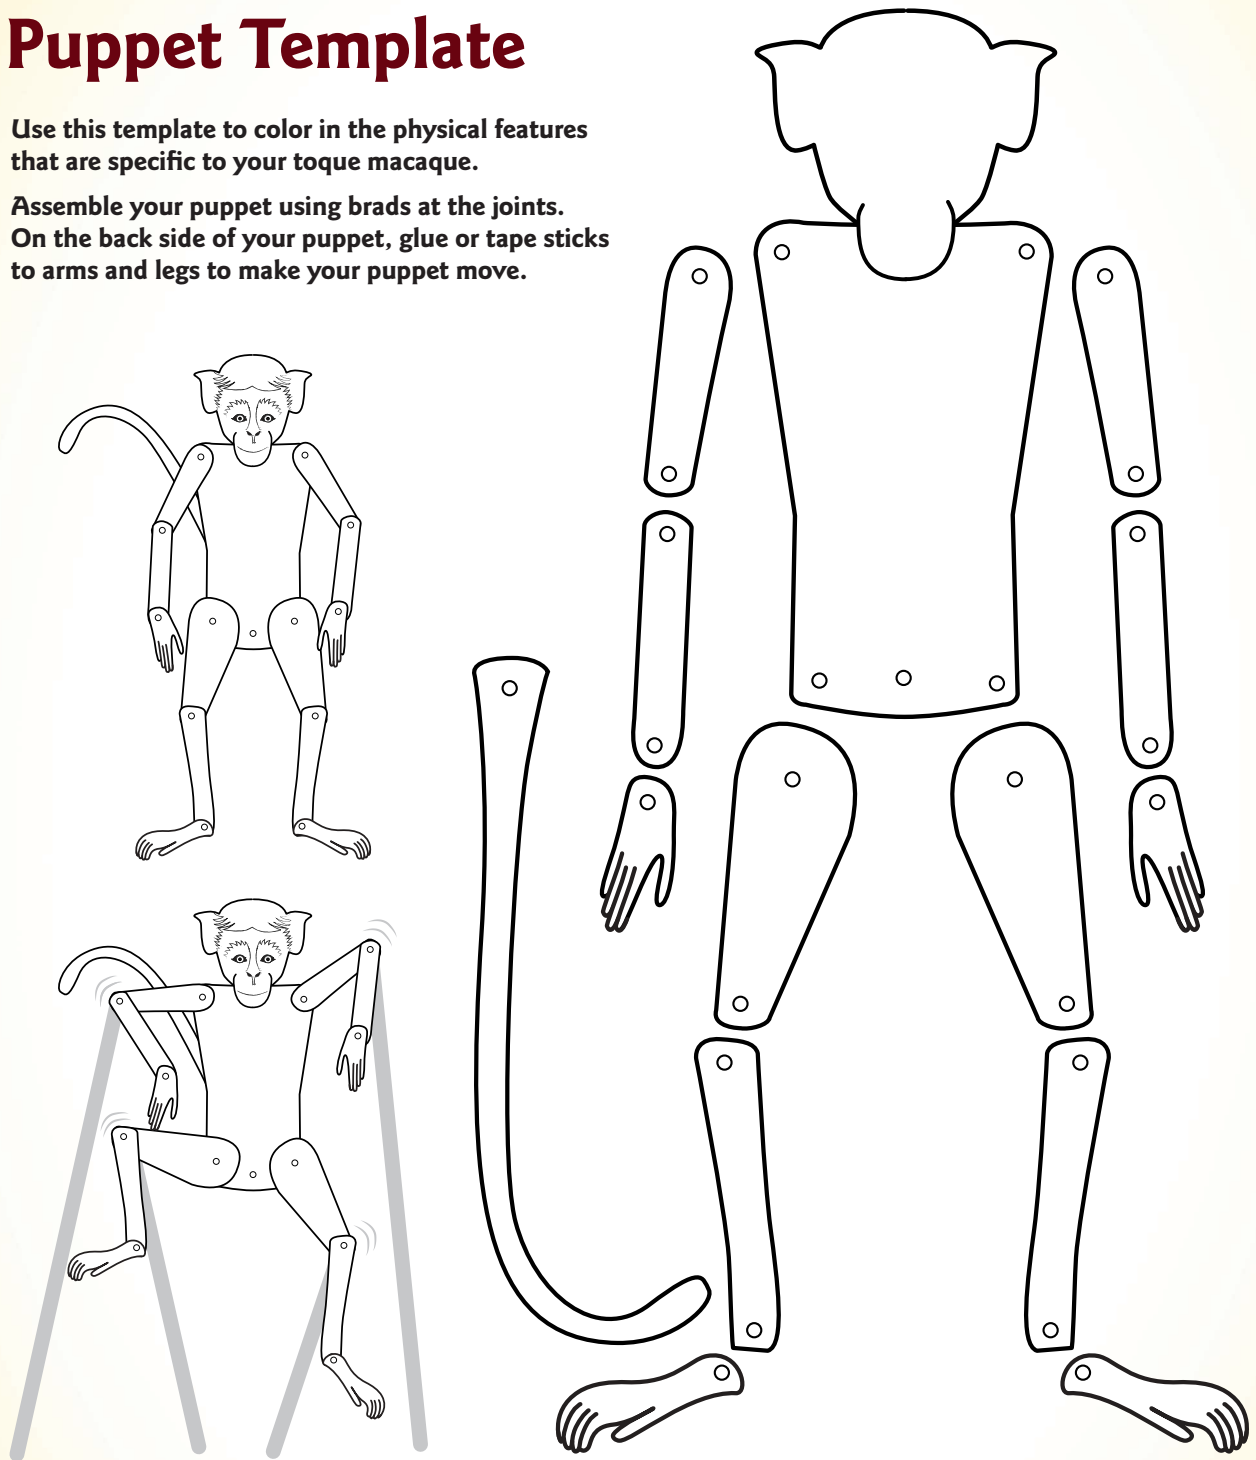 Puppet Template
Use this template to color in the physical features
that are specific to your toque macaque.
Assemble your puppet using brads at the joints.
On the back side of your puppet, glue or tape sticks
to arms and legs to make your puppet move.